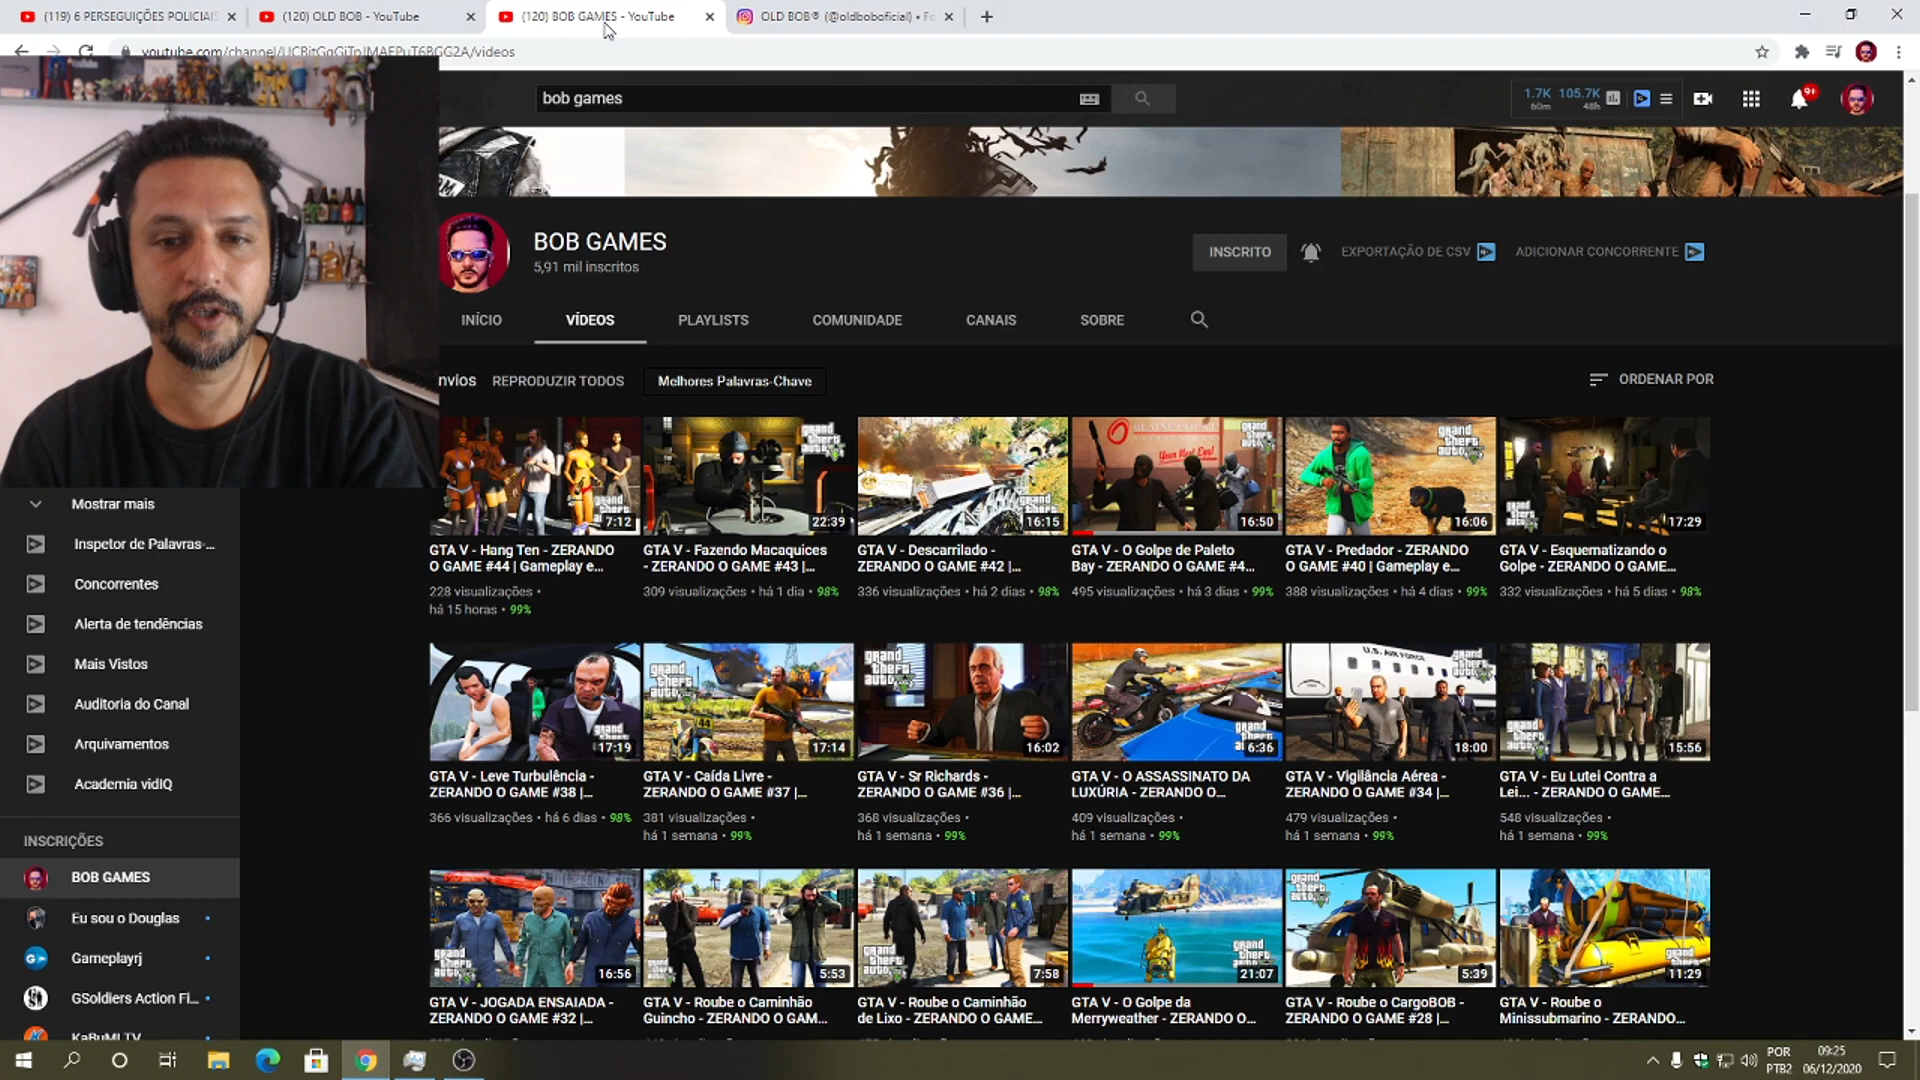 (119) 6 PERSEGUIÇÕES POLICIAIS
(120) OLD BOB - YouTube
(120) BOB GAMES - YouTube
OLD BOB® (@oldboboficial) • Fo
youtube.com/channel/UCBitGqGiTpJMAEPuT6BGG2A/videos
bob games
1.7K
60m
105.7K
48h
9+
BOB GAMES
5,91 mil inscritos
INSCRITO
EXPORTAÇÃO DE CSV
ADICIONAR CONCORRENTE
INÍCIO
VÍDEOS
PLAYLISTS
COMUNIDADE
CANAIS
SOBRE
nvios
REPRODUZIR TODOS
Melhores Palavras-Chave
ORDENAR POR
7:12
22:39
16:15
16:50
16:06
17:29
GTA V - Hang Ten - ZERANDO
O GAME #44 | Gameplay e...
228 visualizações •
há 15 horas • 99%
GTA V - Fazendo Macaquices
- ZERANDO O GAME #43 |...
309 visualizações • há 1 dia • 98%
GTA V - Descarrilado -
ZERANDO O GAME #42 |...
336 visualizações • há 2 dias • 98%
GTA V - O Golpe de Paleto
Bay - ZERANDO O GAME #4...
495 visualizações • há 3 dias • 99%
GTA V - Predador - ZERANDO
O GAME #40 | Gameplay e...
388 visualizações • há 4 dias • 99%
GTA V - Esquematizando o
Golpe - ZERANDO O GAME...
332 visualizações • há 5 dias • 98%
17:19
17:14
16:02
6:36
18:00
15:56
GTA V - Leve Turbulência -
ZERANDO O GAME #38 |...
366 visualizações • há 6 dias • 98%
GTA V - Caída Livre -
ZERANDO O GAME #37 |...
381 visualizações •
há 1 semana • 99%
GTA V - Sr Richards -
ZERANDO O GAME #36 |...
368 visualizações •
há 1 semana • 99%
GTA V - O ASSASSINATO DA
LUXÚRIA - ZERANDO O...
409 visualizações •
há 1 semana • 99%
GTA V - Vigilância Aérea -
ZERANDO O GAME #34 |...
479 visualizações •
há 1 semana • 99%
GTA V - Eu Lutei Contra a
Lei... - ZERANDO O GAME...
548 visualizações •
há 1 semana • 99%
16:56
5:53
7:58
21:07
5:39
11:29
GTA V - JOGADA ENSAIADA -
ZERANDO O GAME #32 |...
GTA V - Roube o Caminhão
Guincho - ZERANDO O GAM...
GTA V - Roube o Caminhão
de Lixo - ZERANDO O GAME...
GTA V - O Golpe da
Merryweather - ZERANDO O...
GTA V - Roube o CargoBOB -
ZERANDO O GAME #28 |...
GTA V - Roube o
Minissubmarino - ZERANDO...
Mostrar mais
Inspetor de Palavras-...
Concorrentes
Alerta de tendências
Mais Vistos
Auditoria do Canal
Arquivamentos
Academia vidIQ
INSCRIÇÕES
BOB GAMES
Eu sou o Douglas
Gameplayrj
GSoldiers Action Fi...
KaBuM! TV
POR
PTB2
09:25
06/12/2020